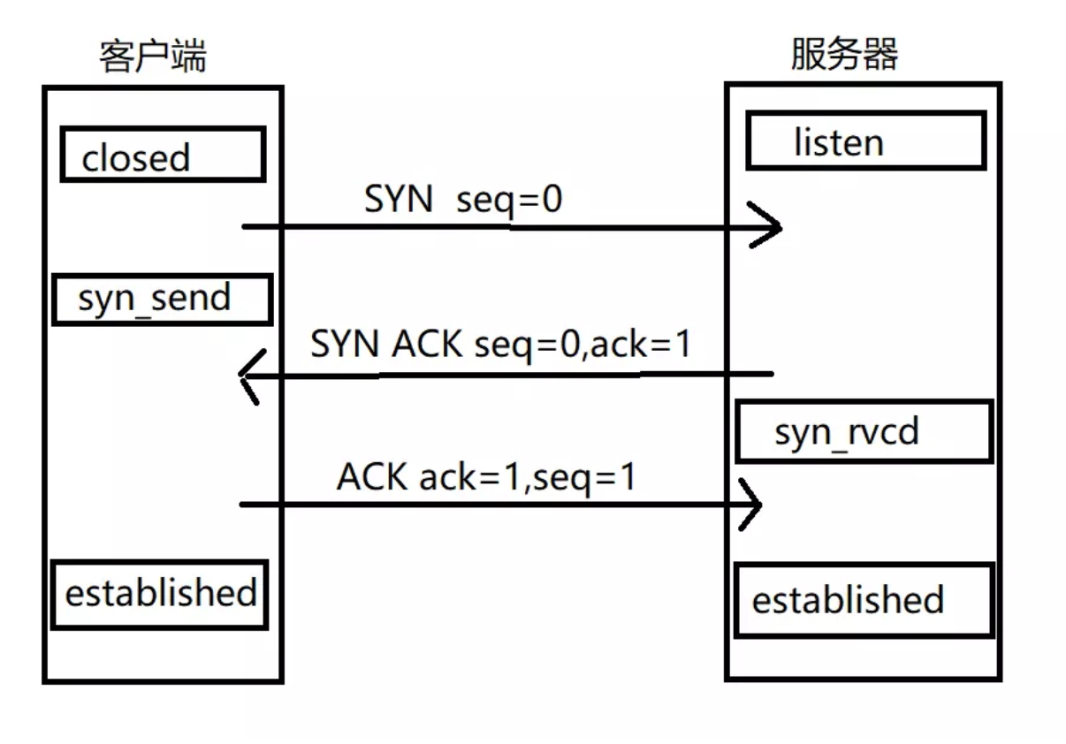 客户端
服务器
closed
listen
SYN  seq=0
syn_send
SYN ACK seq=0,ack=1
syn_rvcd
ACK ack=1,seq=1
established
established